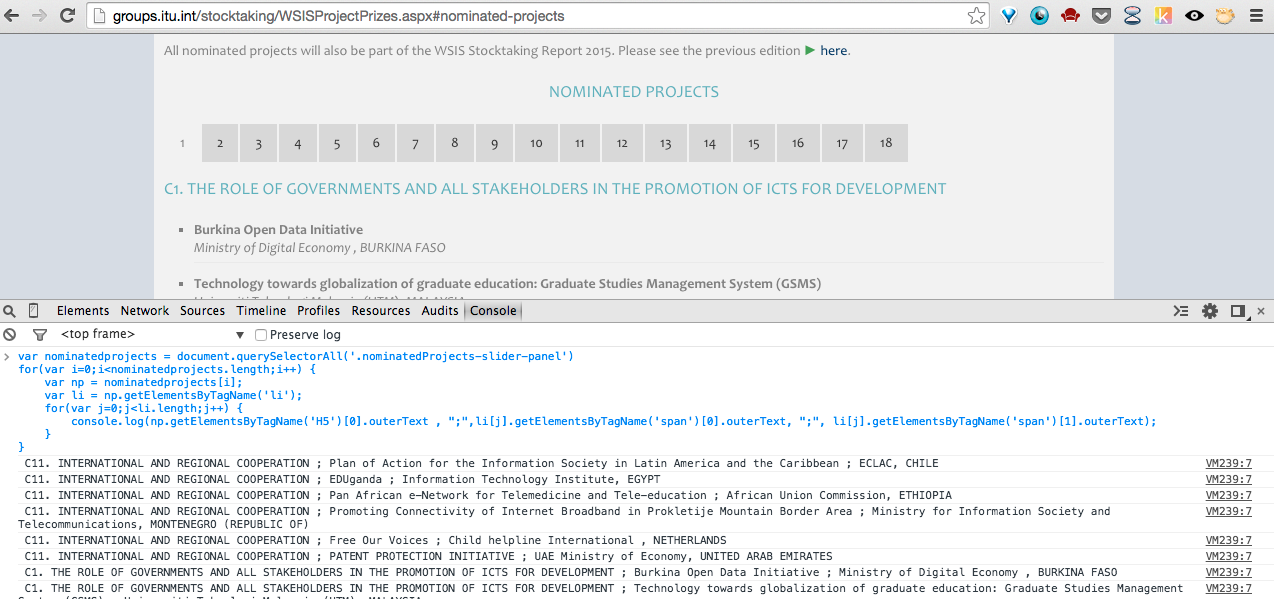 groups.itu.int/stocktaking/WSISProjectPrizes.aspx#nominated-projects
All nominated projects will also be part of the WSIS Stocktaking Report 2015. Please see the previous edition ► here.
NOMINATED PROJECTS
1 2 3 4 5 6 7 8 9 10 11 12 13 14 15 16 17 18
C1. THE ROLE OF GOVERNMENTS AND ALL STAKEHOLDERS IN THE PROMOTION OF ICTS FOR DEVELOPMENT
▪ Burkina Open Data Initiative
Ministry of Digital Economy , BURKINA FASO
▪ Technology towards globalization of graduate education: Graduate Studies Management System (GSMS)
Universiti Teknologi Malaysia (UTM), MALAYSIA
Elements Network Sources Timeline Profiles Resources Audits Console
<top frame> ▼ Preserve log
> var nominatedprojects = document.querySelectorAll('.nominatedProjects-slider-panel')
for(var i=0;i<nominatedprojects.length;i++) {
    var np = nominatedprojects[i];
    var li = np.getElementsByTagName('li');
    for(var j=0;j<li.length;j++) {
        console.log(np.getElementsByTagName('H5')[0].outerText , ";",li[j].getElementsByTagName('span')[0].outerText, ";", li[j].getElementsByTagName('span')[1].outerText);
    }
}
C11. INTERNATIONAL AND REGIONAL COOPERATION ; Plan of Action for the Information Society in Latin America and the Caribbean ; ECLAC, CHILE VM239:7
C11. INTERNATIONAL AND REGIONAL COOPERATION ; EDUganda ; Information Technology Institute, EGYPT VM239:7
C11. INTERNATIONAL AND REGIONAL COOPERATION ; Pan African e-Network for Telemedicine and Tele-education ; African Union Commission, ETHIOPIA VM239:7
C11. INTERNATIONAL AND REGIONAL COOPERATION ; Promoting Connectivity of Internet Broadband in Prokletije Mountain Border Area ; Ministry for Information Society and VM239:7
Telecommunications, MONTENEGRO (REPUBLIC OF)
C11. INTERNATIONAL AND REGIONAL COOPERATION ; Free Our Voices ; Child helpline International , NETHERLANDS VM239:7
C11. INTERNATIONAL AND REGIONAL COOPERATION ; PATENT PROTECTION INITIATIVE ; UAE Ministry of Economy, UNITED ARAB EMIRATES VM239:7
C1. THE ROLE OF GOVERNMENTS AND ALL STAKEHOLDERS IN THE PROMOTION OF ICTS FOR DEVELOPMENT ; Burkina Open Data Initiative ; Ministry of Digital Economy , BURKINA FASO VM239:7
C1. THE ROLE OF GOVERNMENTS AND ALL STAKEHOLDERS IN THE PROMOTION OF ICTS FOR DEVELOPMENT ; Technology towards globalization of graduate education: Graduate Studies Management VM239:7
System (GSMS) ; Universiti Teknologi Malaysia (UTM), MALAYSIA